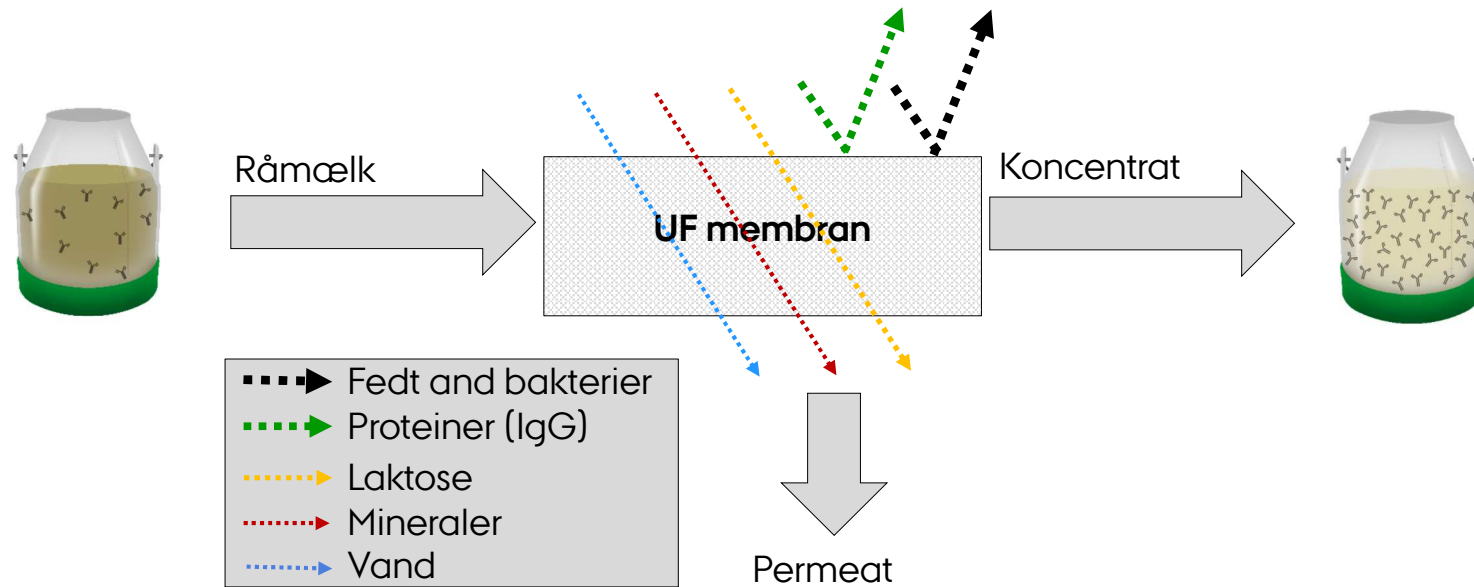 Råmælk
UF membran
Koncentrat
Fedt and bakterier
Proteiner (IgG)
Laktose
Mineraler
Vand
Permeat